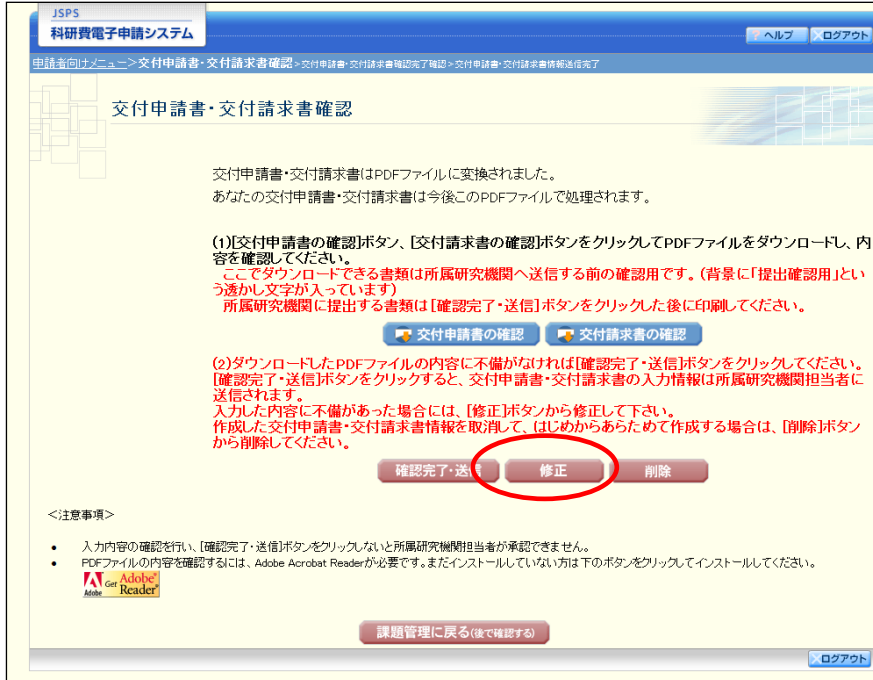 JSPS
科研費電子申請システム
ヘルプ
ログアウト
申請者向けメニュー>交付申請書・交付請求書確認>交付申請書・交付請求書確認完了確認>交付申請書・交付請求書情報送信完了
交付申請書・交付請求書確認
交付申請書・交付請求書はPDFファイルに変換されました。
あなたの交付申請書・交付請求書は今後このPDFファイルで処理されます。
(1)[交付申請書の確認]ボタン、[交付請求書の確認]ボタンをクリックしてPDFファイルをダウンロードし、内
容を確認してください。
ここでダウンロードできる書類は所属研究機関へ送信する前の確認用です。(背景に「提出確認用」とい
う透かし文字が入っています)
所属研究機関に提出する書類は[確認完了・送信]ボタンをクリックした後に印刷してください。
交付申請書の確認
交付請求書の確認
(2)ダウンロードしたPDFファイルの内容に不備がなければ[確認完了・送信]ボタンをクリックしてください。
[確認完了・送信]ボタンをクリックすると、交付申請書・交付請求書の入力情報は所属研究機関担当者に
送信されます。
入力した内容に不備があった場合には、[修正]ボタンから修正して下さい。
作成した交付申請書・交付請求書情報を取消して、はじめからあらためて作成する場合は、[削除]ボタン
から削除してください。
確認完了・送信
修正
削除
<注意事項>
• 入力内容の確認を行い、[確認完了・送信]ボタンをクリックしないと所属研究機関担当者が承認できません。
• PDFファイルの内容を確認するには、Adobe Acrobat Readerが必要です。まだインストールしていない方は下のボタンをクリックしてインストールしてください。
Adobe Get Adobe® Reader®
課題管理に戻る(後で確認する)
ログアウト